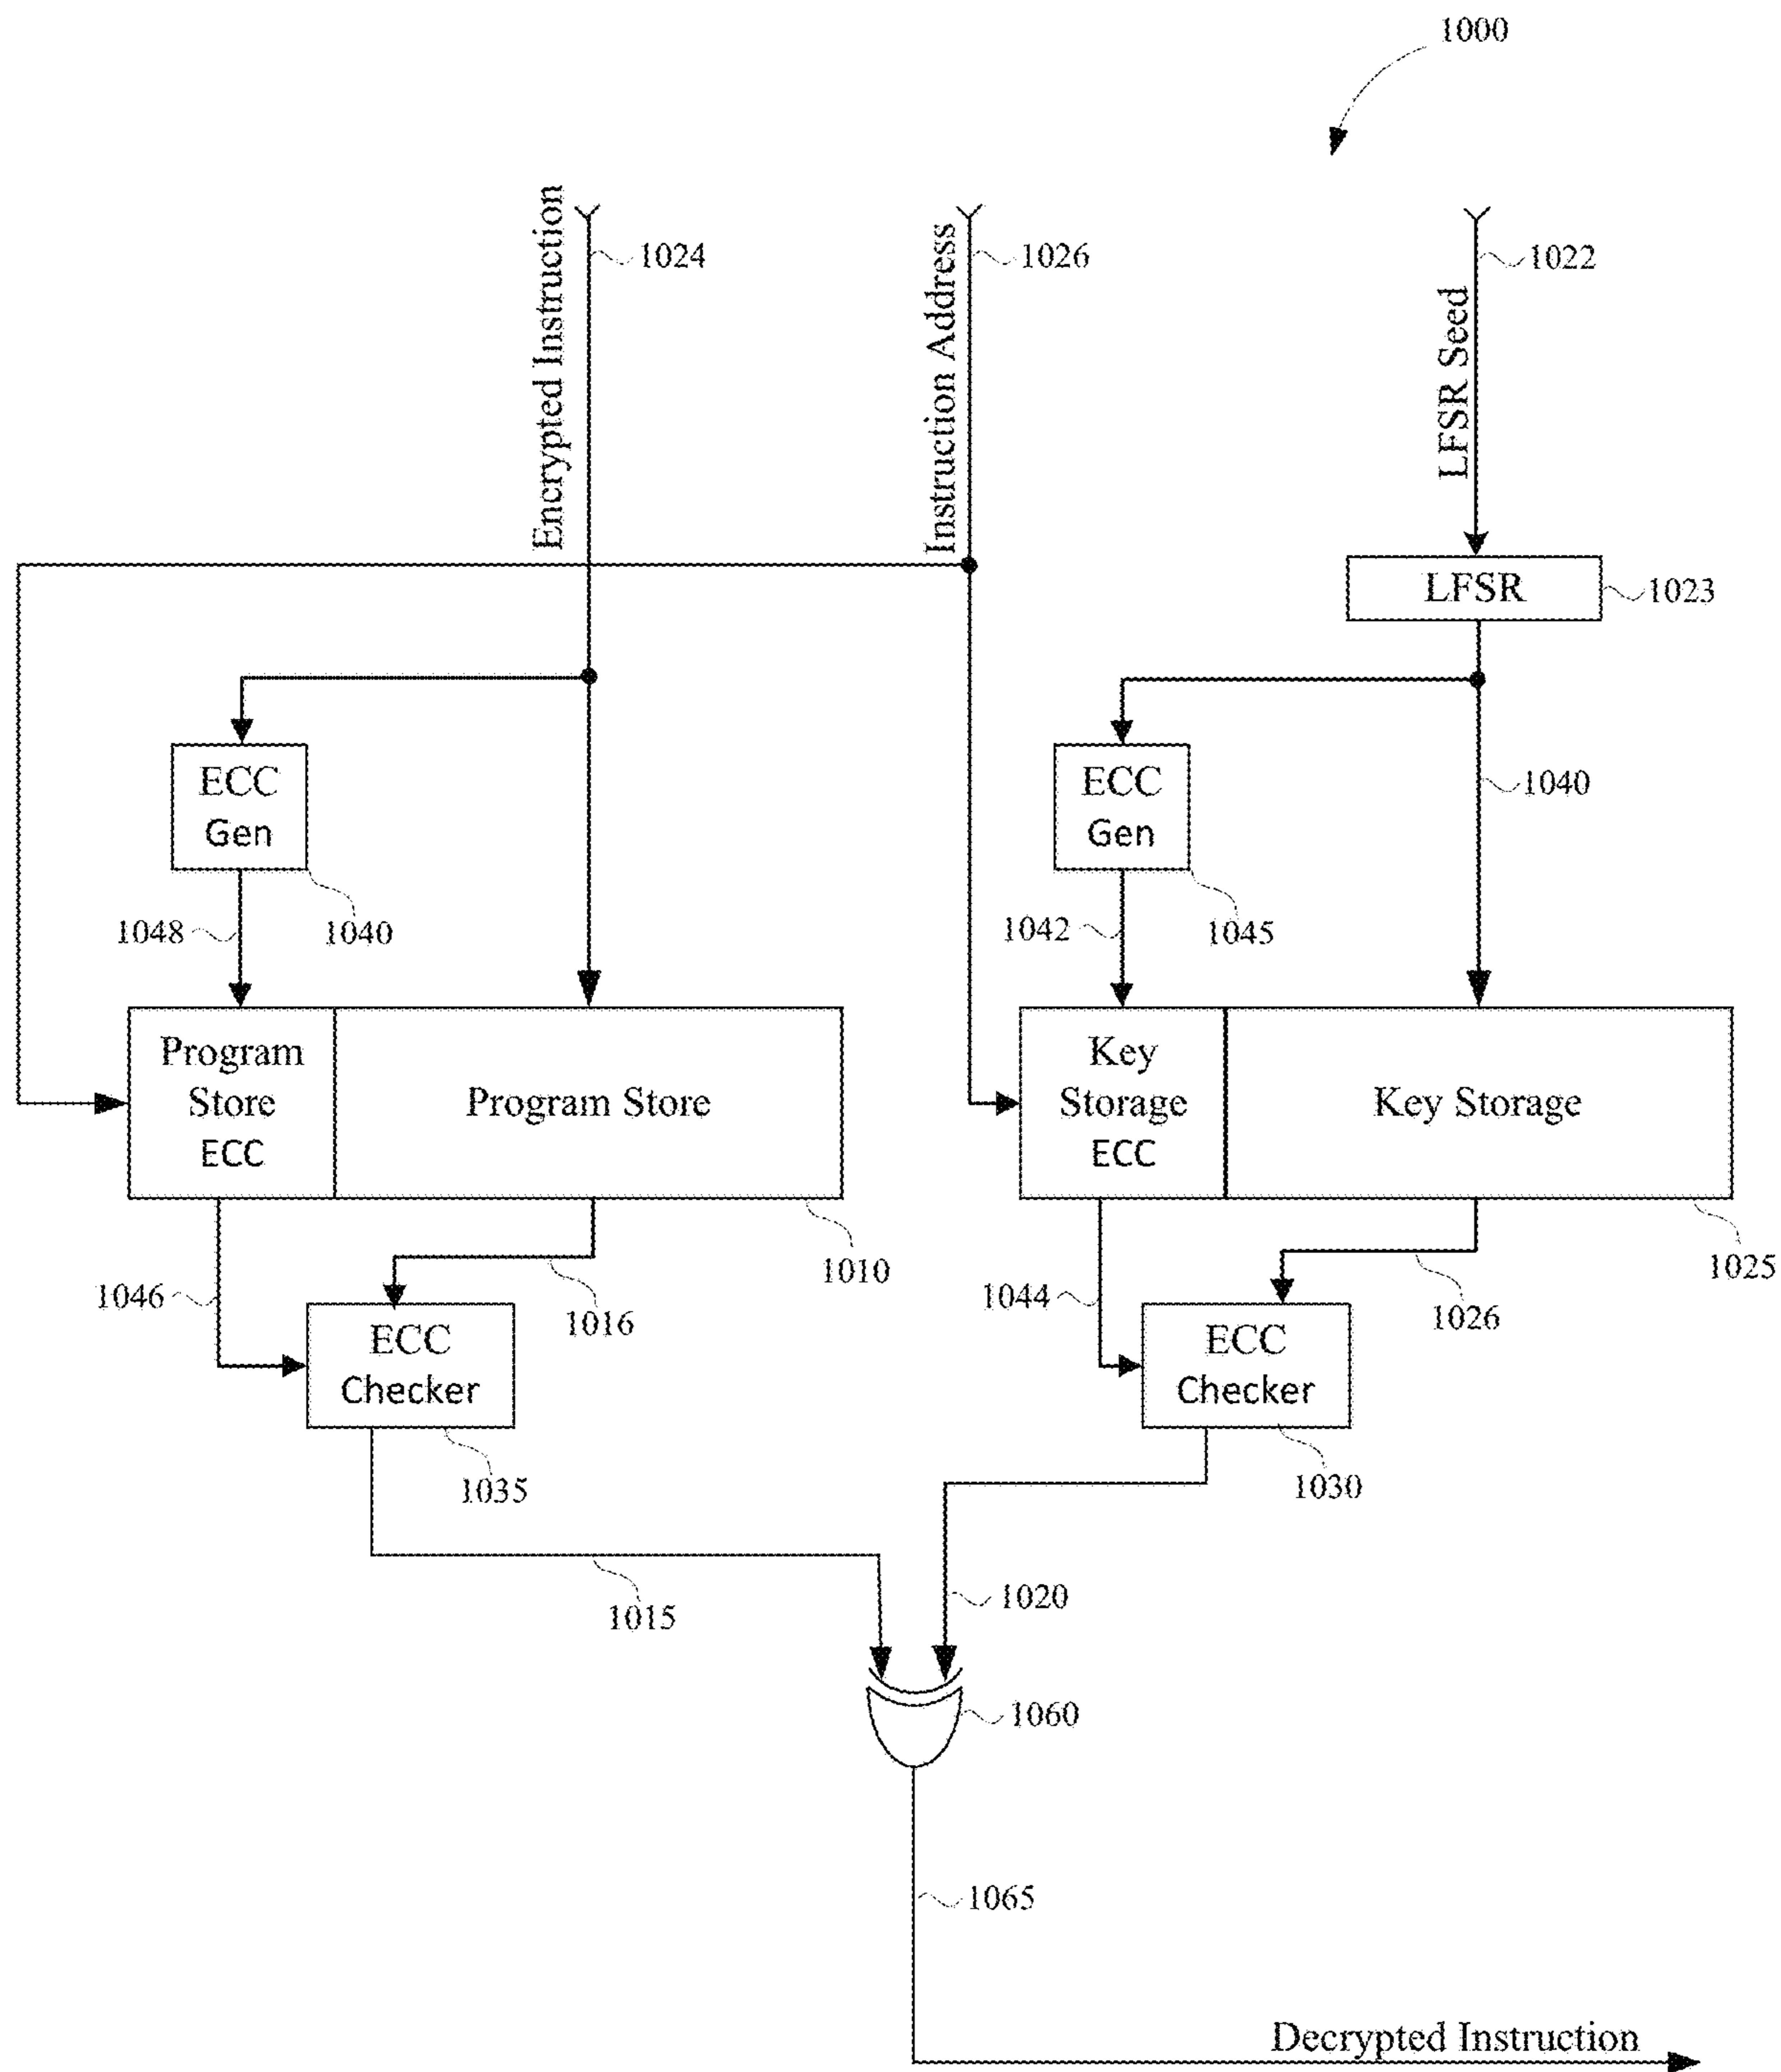 1000
Encrypted Instruction
1024
Instruction Address
1026
LFSR Seed
1022
LFSR
1023
ECC
Gen
1040
1048
ECC
Gen
1045
1042
1040
Program
Store
ECC
Program Store
1010
Key
Storage
ECC
Key Storage
1025
1046
1016
ECC
Checker
1035
1044
1026
ECC
Checker
1030
1015
1020
1060
1065
Decrypted Instruction